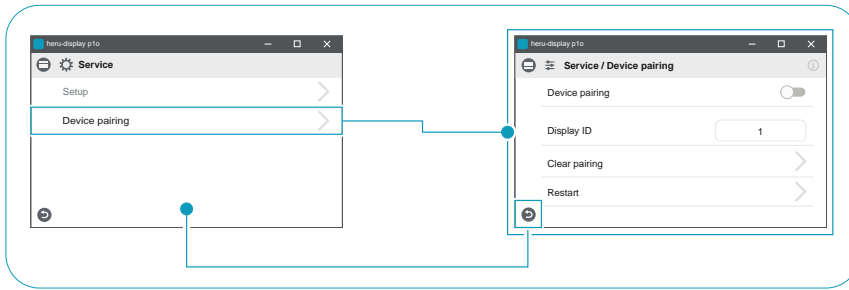 heru-display p1o
Service
Setup
Device pairing
heru-display p1o
Service / Device pairing
Device pairing
Display ID
1
Clear pairing
Restart